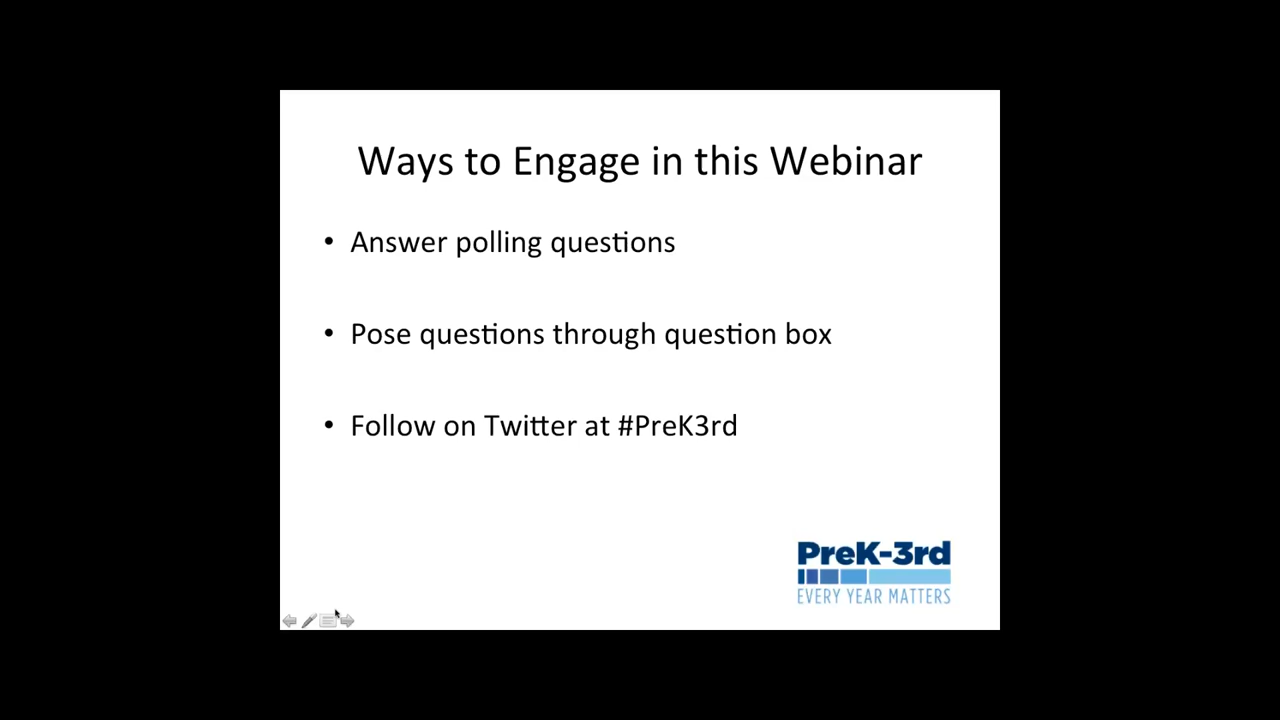 Ways to Engage in this Webinar
• Answer polling questions
• Pose questions through question box
• Follow on Twitter at #PreK3rd
PreK-3rd
EVERY YEAR MATTERS